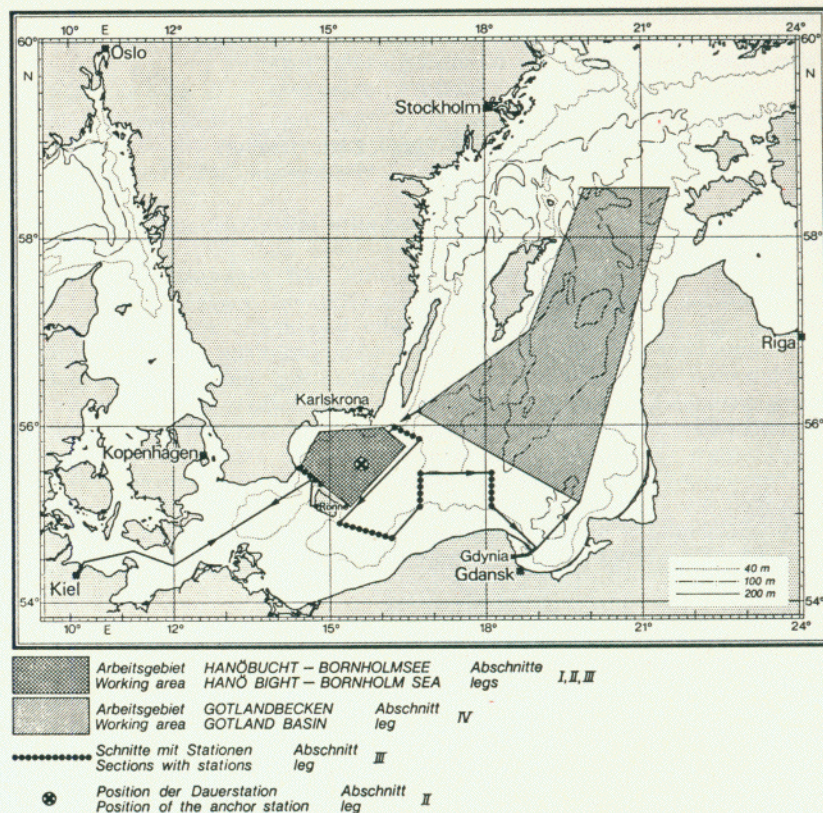 10° E 12° 15° 18° 21° 24°
60° 60°
N N
Oslo
Stockholm
58° 58°
Riga
Karlskrona
56° 56°
Kopenhagen
Rönne
Gdynia
Gdansk
Kiel
40 m
100 m
200 m
54° 54°
10° E 12° 15° 18° 21° 24°
Arbeitsgebiet HANÖBUCHT – BORNHOLMSEE Abschnitte
Working area HANÖ BIGHT – BORNHOLM SEA legs I, II, III
Arbeitsgebiet GOTLANDBECKEN Abschnitt
Working area GOTLAND BASIN leg IV
Schnitte mit Stationen Abschnitt
Sections with stations leg III
Position der Dauerstation Abschnitt
Position of the anchor station leg II